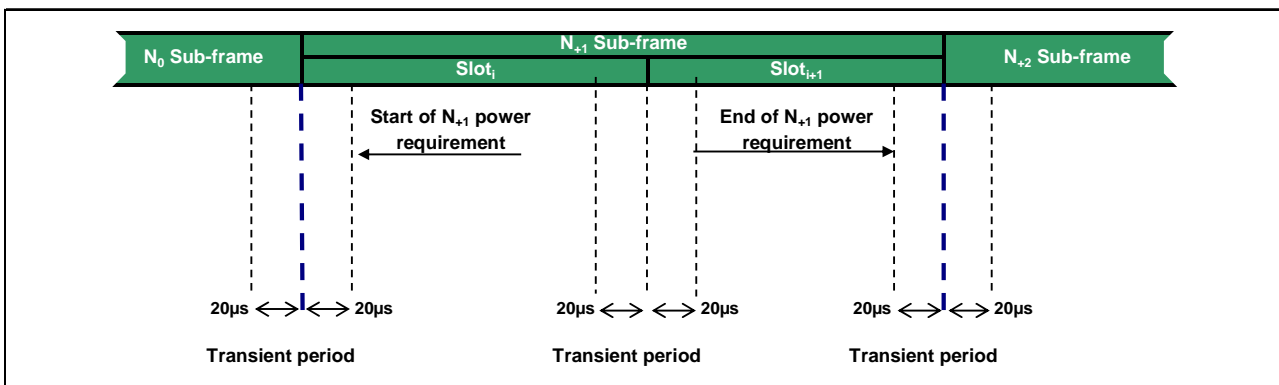 N₀ Sub-frame
N₊₁ Sub-frame
N₊₂ Sub-frame
Slotᵢ
Slotᵢ₊₁
Start of N₊₁ power
requirement
End of N₊₁ power
requirement
20µs
20µs
20µs
20µs
20µs
20µs
Transient period
Transient period
Transient period